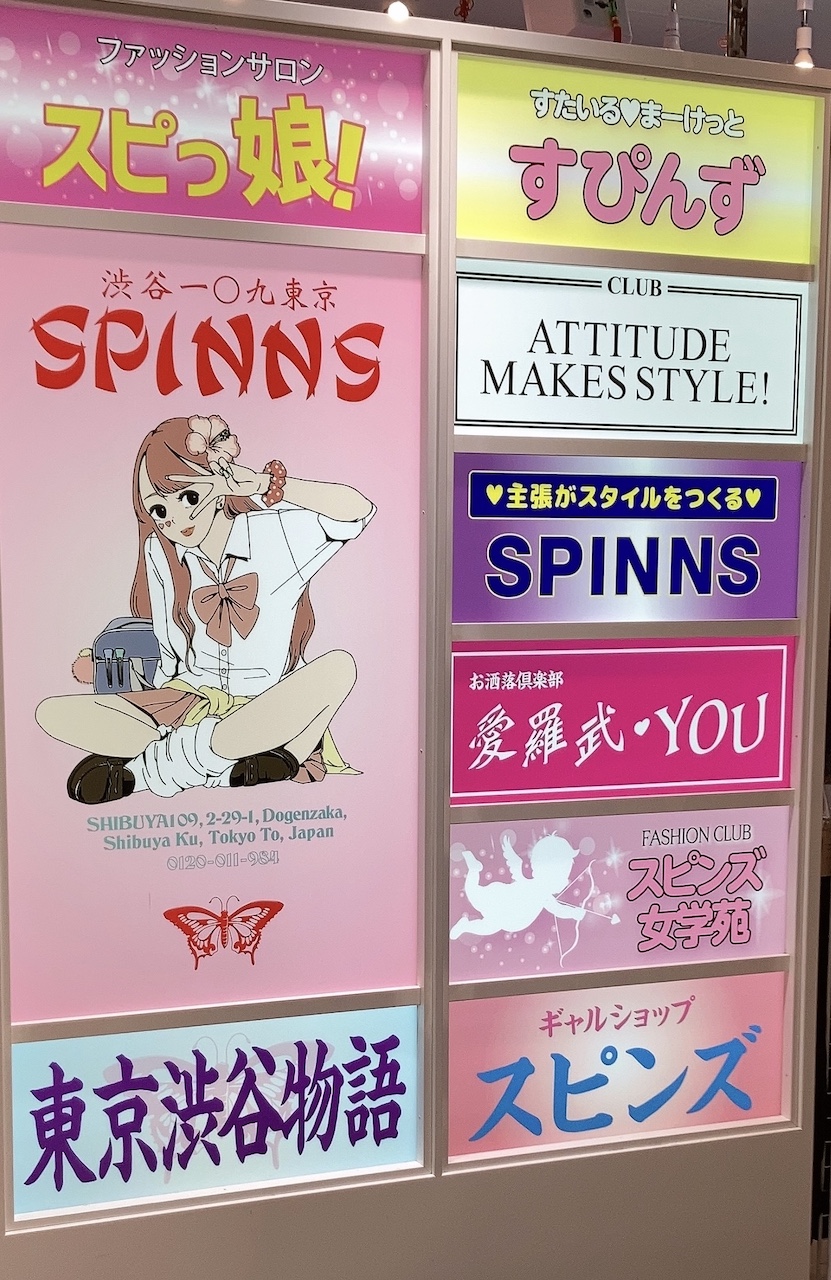 ファッションサロン
スピっ娘!
渋谷一〇九東京
SPINNS
SHIBUYA109, 2-29-1, Dogenzaka,
Shibuya Ku, Tokyo To, Japan
0120-011-984
東京渋谷物語
すたいる♥まーけっと
すぴんず
CLUB
ATTITUDE
MAKES STYLE!
♥主張がスタイルをつくる♥
SPINNS
お洒落倶楽部
愛羅武・YOU
FASHION CLUB
スピンズ
女学苑
ギャルショップ
スピンズ